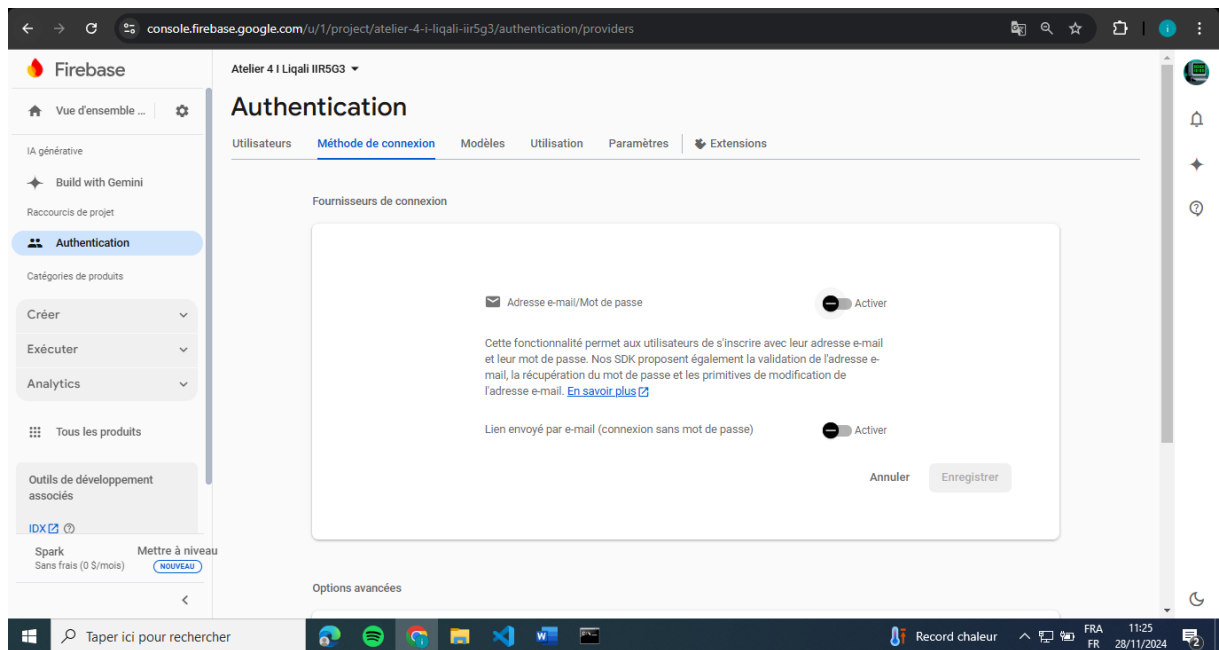 console.firebase.google.com/u/1/project/atelier-4-i-liqali-iir5g3/authentication/providers
i
Firebase
Vue d'ensemble ...
IA générative
Build with Gemini
Raccourcis de projet
Authentication
Catégories de produits
Créer
Exécuter
Analytics
Tous les produits
Outils de développement
associés
IDX
Spark
Sans frais (0 $/mois)
Mettre à niveau
NOUVEAU
Atelier 4 I Liqali IIR5G3
Authentication
Utilisateurs Méthode de connexion Modèles Utilisation Paramètres Extensions
Fournisseurs de connexion
Adresse e-mail/Mot de passe Activer
Cette fonctionnalité permet aux utilisateurs de s'inscrire avec leur adresse e-mail
et leur mot de passe. Nos SDK proposent également la validation de l'adresse e-
mail, la récupération du mot de passe et les primitives de modification de
l'adresse e-mail. En savoir plus
Lien envoyé par e-mail (connexion sans mot de passe) Activer
Annuler Enregistrer
Options avancées
Taper ici pour rechercher
Record chaleur
FRA
FR
11:25
28/11/2024
2